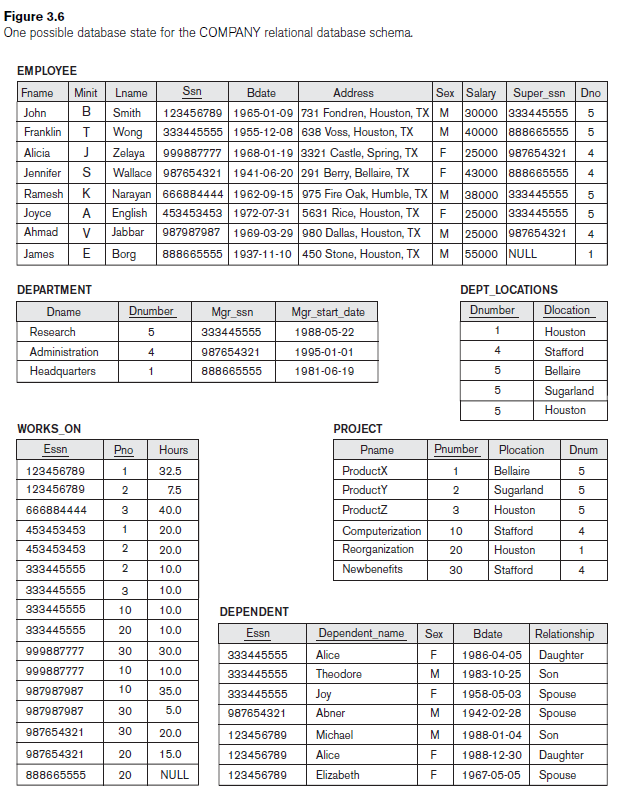 Figure 3.6
One possible database state for the COMPANY relational database schema.
EMPLOYEE
Fname Minit Lname Ssn Bdate Address Sex Salary Super_ssn Dno
John B Smith 123456789 1965-01-09 731 Fondren, Houston, TX M 30000 333445555 5
Franklin T Wong 333445555 1955-12-08 638 Voss, Houston, TX M 40000 888665555 5
Alicia J Zelaya 999887777 1968-01-19 3321 Castle, Spring, TX F 25000 987654321 4
Jennifer S Wallace 987654321 1941-06-20 291 Berry, Bellaire, TX F 43000 888665555 4
Ramesh K Narayan 666884444 1962-09-15 975 Fire Oak, Humble, TX M 38000 333445555 5
Joyce A English 453453453 1972-07-31 5631 Rice, Houston, TX F 25000 333445555 5
Ahmad V Jabbar 987987987 1969-03-29 980 Dallas, Houston, TX M 25000 987654321 4
James E Borg 888665555 1937-11-10 450 Stone, Houston, TX M 55000 NULL 1
DEPARTMENT
Dname Dnumber Mgr_ssn Mgr_start_date
Research 5 333445555 1988-05-22
Administration 4 987654321 1995-01-01
Headquarters 1 888665555 1981-06-19
DEPT_LOCATIONS
Dnumber Dlocation
1 Houston
4 Stafford
5 Bellaire
5 Sugarland
5 Houston
WORKS_ON
Essn Pno Hours
123456789 1 32.5
123456789 2 7.5
666884444 3 40.0
453453453 1 20.0
453453453 2 20.0
333445555 2 10.0
333445555 3 10.0
333445555 10 10.0
333445555 20 10.0
999887777 30 30.0
999887777 10 10.0
987987987 10 35.0
987987987 30 5.0
987654321 30 20.0
987654321 20 15.0
888665555 20 NULL
PROJECT
Pname Pnumber Plocation Dnum
ProductX 1 Bellaire 5
ProductY 2 Sugarland 5
ProductZ 3 Houston 5
Computerization 10 Stafford 4
Reorganization 20 Houston 1
Newbenefits 30 Stafford 4
DEPENDENT
Essn Dependent_name Sex Bdate Relationship
333445555 Alice F 1986-04-05 Daughter
333445555 Theodore M 1983-10-25 Son
333445555 Joy F 1958-05-03 Spouse
987654321 Abner M 1942-02-28 Spouse
123456789 Michael M 1988-01-04 Son
123456789 Alice F 1988-12-30 Daughter
123456789 Elizabeth F 1967-05-05 Spouse